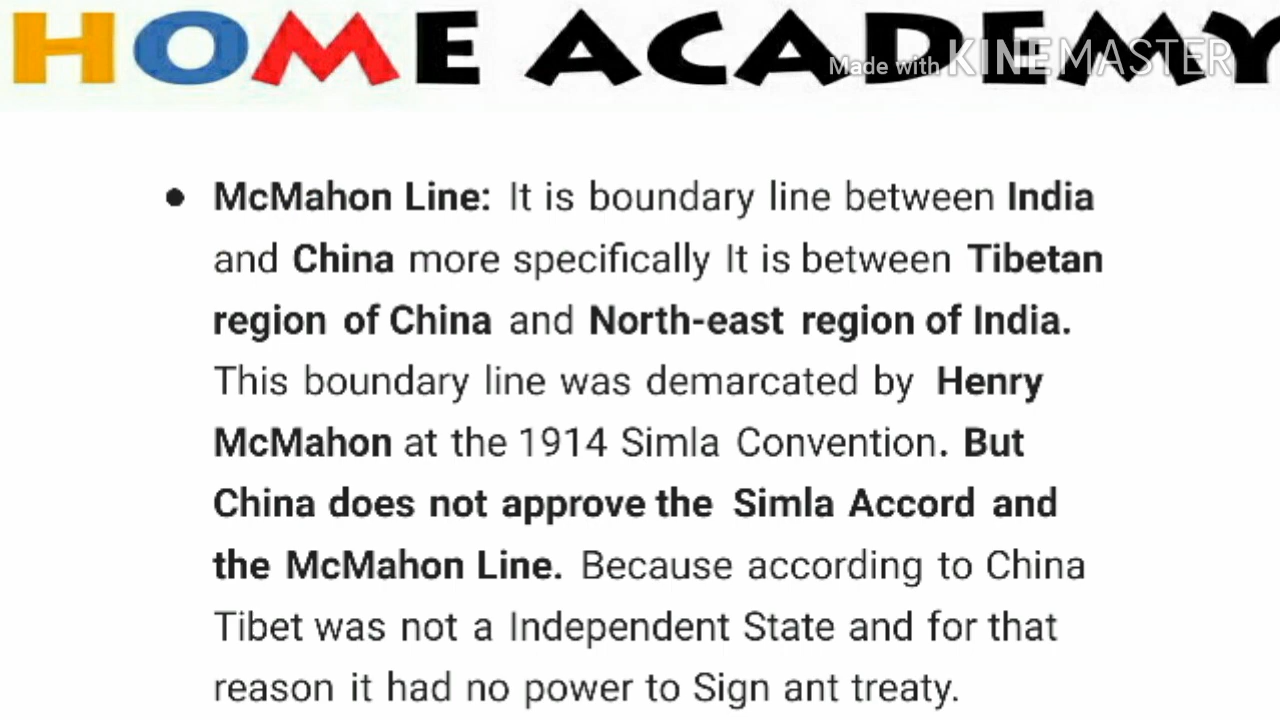 HOME ACADEMY
Made with KINEMASTER
• McMahon Line: It is boundary line between India
and China more specifically It is between Tibetan
region of China and North-east region of India.
This boundary line was demarcated by Henry
McMahon at the 1914 Simla Convention. But
China does not approve the Simla Accord and
the McMahon Line. Because according to China
Tibet was not a Independent State and for that
reason it had no power to Sign ant treaty.